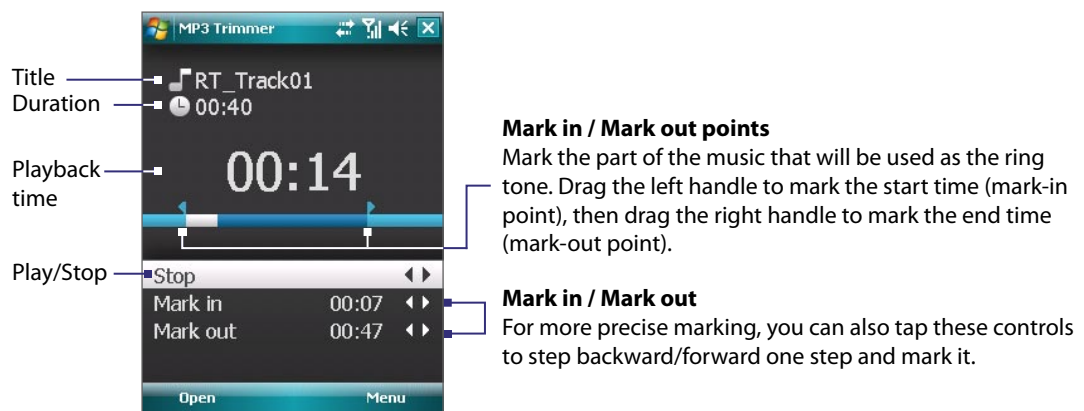 MP3 Trimmer
Title
RT_Track01
Duration
00:40
Playback
time
00:14
Play/Stop
Stop
Mark in 00:07
Mark out 00:47
Open Menu
Mark in / Mark out points
Mark the part of the music that will be used as the ring
tone. Drag the left handle to mark the start time (mark-in
point), then drag the right handle to mark the end time
(mark-out point).
Mark in / Mark out
For more precise marking, you can also tap these controls
to step backward/forward one step and mark it.